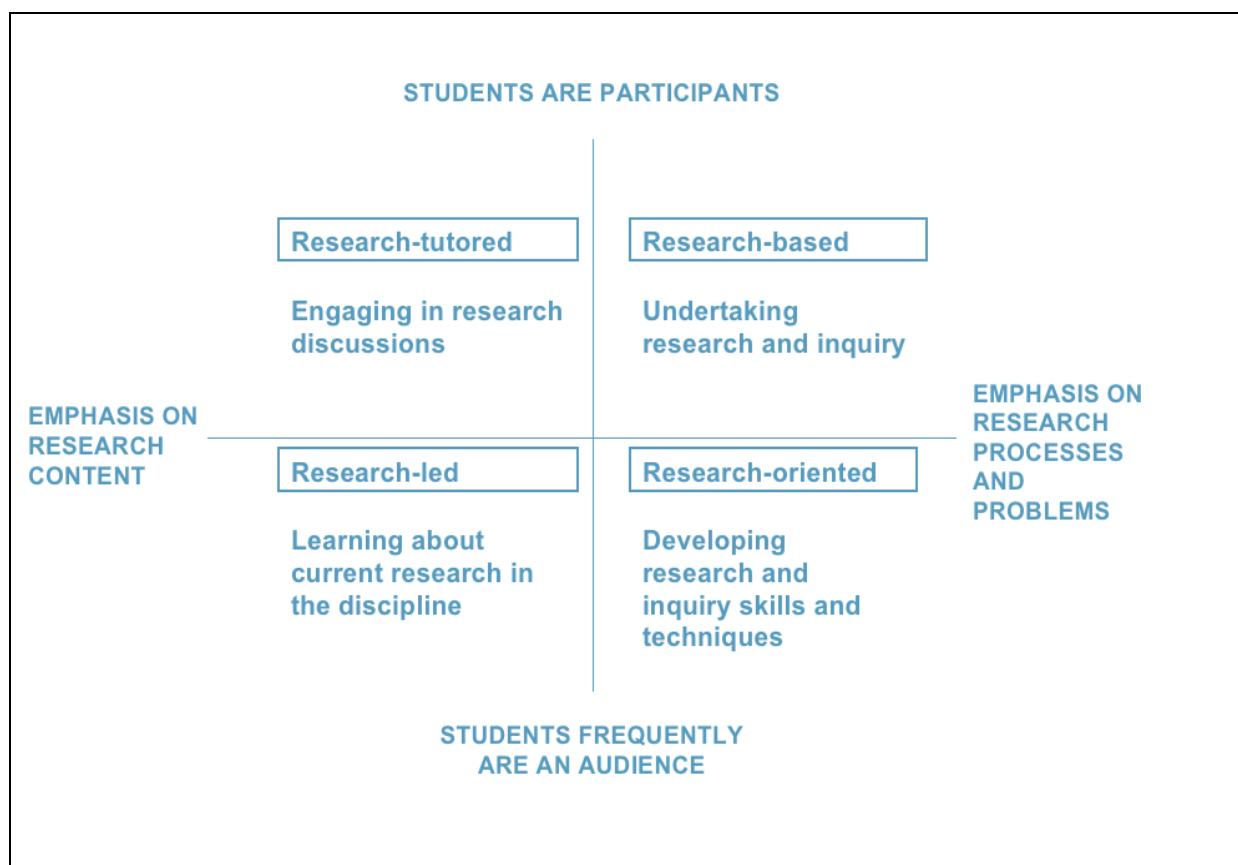 STUDENTS ARE PARTICIPANTS
Research-tutored
Engaging in research
discussions
Research-based
Undertaking
research and inquiry
EMPHASIS ON
RESEARCH
CONTENT
EMPHASIS ON
RESEARCH
PROCESSES
AND
PROBLEMS
Research-led
Learning about
current research in
the discipline
Research-oriented
Developing
research and
inquiry skills and
techniques
STUDENTS FREQUENTLY
ARE AN AUDIENCE